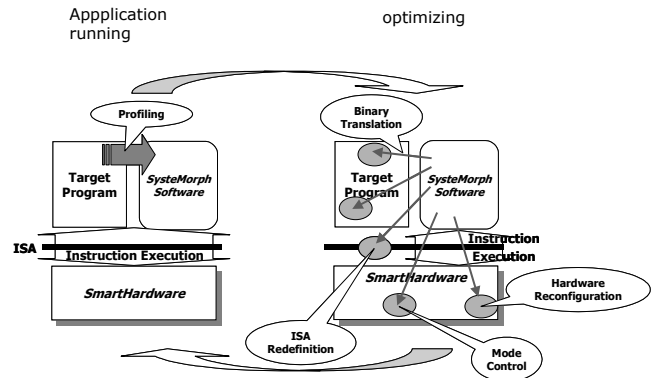 Appplication
running
optimizing
Profiling
Target
Program
SysteMorph
Software
ISA
Instruction Execution
SmartHardware
Binary
Translation
Target
Program
SysteMorph
Software
Instruction
Execution
SmartHardware
Hardware
Reconfiguration
ISA
Redefinition
Mode
Control